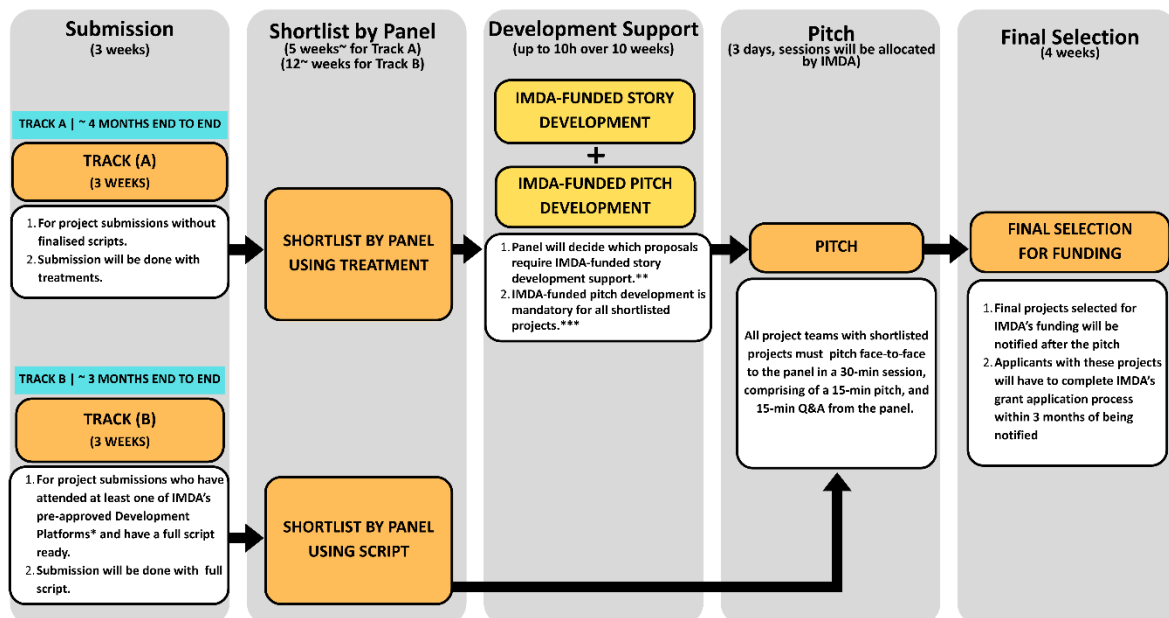 Submission
(3 weeks)
Shortlist by Panel
(5 weeks~ for Track A)
(12~ weeks for Track B)
Development Support
(up to 10h over 10 weeks)
Pitch
(3 days, sessions will be allocated
by IMDA)
Final Selection
(4 weeks)
TRACK A | ~ 4 MONTHS END TO END
TRACK (A)
(3 WEEKS)
1. For project submissions without
finalised scripts.
2. Submission will be done with
treatments.
SHORTLIST BY PANEL
USING TREATMENT
IMDA-FUNDED STORY
DEVELOPMENT
+
IMDA-FUNDED PITCH
DEVELOPMENT
1. Panel will decide which proposals
require IMDA-funded story
development support.**
2. IMDA-funded pitch development is
mandatory for all shortlisted
projects.***
PITCH
All project teams with shortlisted
projects must pitch face-to-face
to the panel in a 30-min session,
comprising of a 15-min pitch, and
15-min Q&A from the panel.
FINAL SELECTION
FOR FUNDING
1. Final projects selected for
IMDA's funding will be
notified after the pitch
2. Applicants with these projects
will have to complete IMDA's
grant application process
within 3 months of being
notified
TRACK B | ~ 3 MONTHS END TO END
TRACK (B)
(3 WEEKS)
1. For project submissions who have
attended at least one of IMDA's
pre-approved Development
Platforms* and have a full script
ready.
2. Submission will be done with full
script.
SHORTLIST BY PANEL
USING SCRIPT